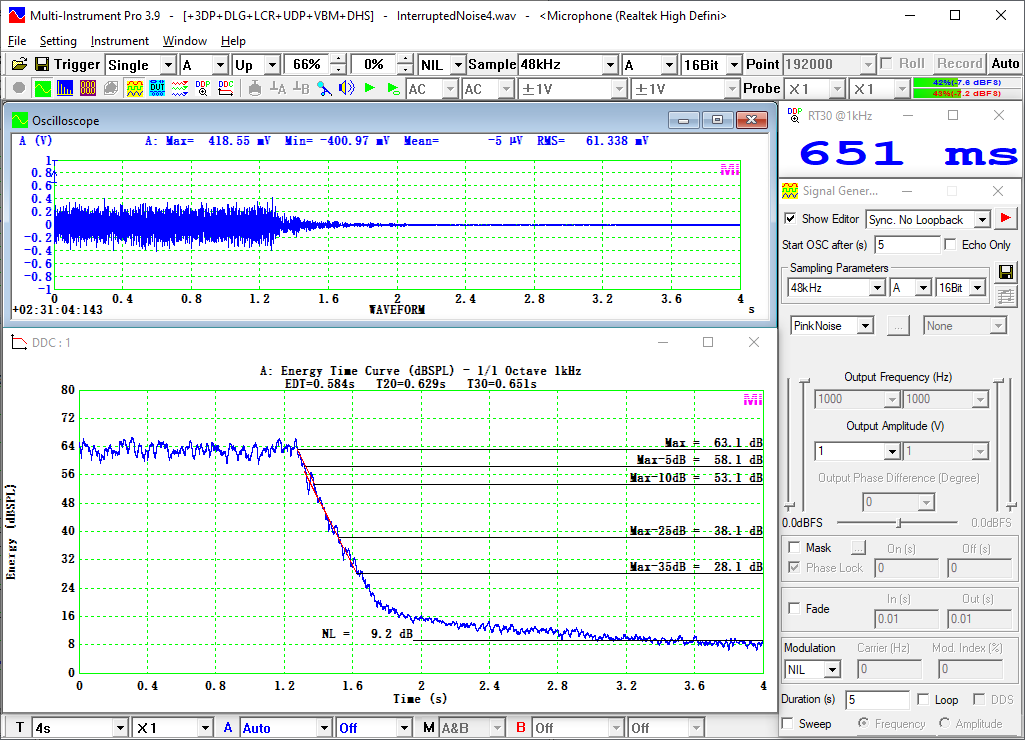 Multi-Instrument Pro 3.9 - [+3DP+DLG+LCR+UDP+VBM+DHS] - InterruptedNoise4.wav - <Microphone (Realtek High Defini>
File Setting Instrument Window Help
Trigger Single A Up 66% 0% NIL Sample 48kHz A 16Bit Point 192000 Roll Record Auto
DUT DDP DDC A B AC AC ±1V ±1V Probe X1 X1 42%(-7.6 dBFS)
43%(-7.2 dBFS)
Oscilloscope
A (V) A: Max= 418.55 mV Min= -400.97 mV Mean= -5 µV RMS= 61.338 mV
1
0.8
0.6
0.4
0.2
0
-0.2
-0.4
-0.6
-0.8
-1
MI
0 0.4 0.8 1.2 1.6 2 2.4 2.8 3.2 3.6 4
+02:31:04:143 WAVEFORM s
DDC : 1
A: Energy Time Curve (dBSPL) - 1/1 Octave 1kHz
EDT=0.584s T20=0.629s T30=0.651s
Energy (dBSPL)
80
72
64
56
48
40
32
24
16
8
0
MI
Max = 63.1 dB
Max-5dB = 58.1 dB
Max-10dB = 53.1 dB
Max-25dB = 38.1 dB
Max-35dB = 28.1 dB
NL = 9.2 dB
0 0.4 0.8 1.2 1.6 2 2.4 2.8 3.2 3.6 4
Time (s)
DDP RT30 @1kHz
651 ms
Signal Gener...
Show Editor Sync. No Loopback
Start OSC after (s) 5 Echo Only
Sampling Parameters
48kHz A 16Bit
PinkNoise ... None
Output Frequency (Hz)
1000 1000
Output Amplitude (V)
1 1
Output Phase Difference (Degree)
0
0.0dBFS 0.0dBFS
Mask ... On (s) Off (s)
Phase Lock 0 0
In (s) Out (s)
Fade 0.01 0.01
Modulation Carrier (Hz) Mod. Index (%)
NIL 0 0
Duration (s) 5 Loop DDS
Sweep Frequency Amplitude
T 4s X1 A Auto Off M A&B B Off Off